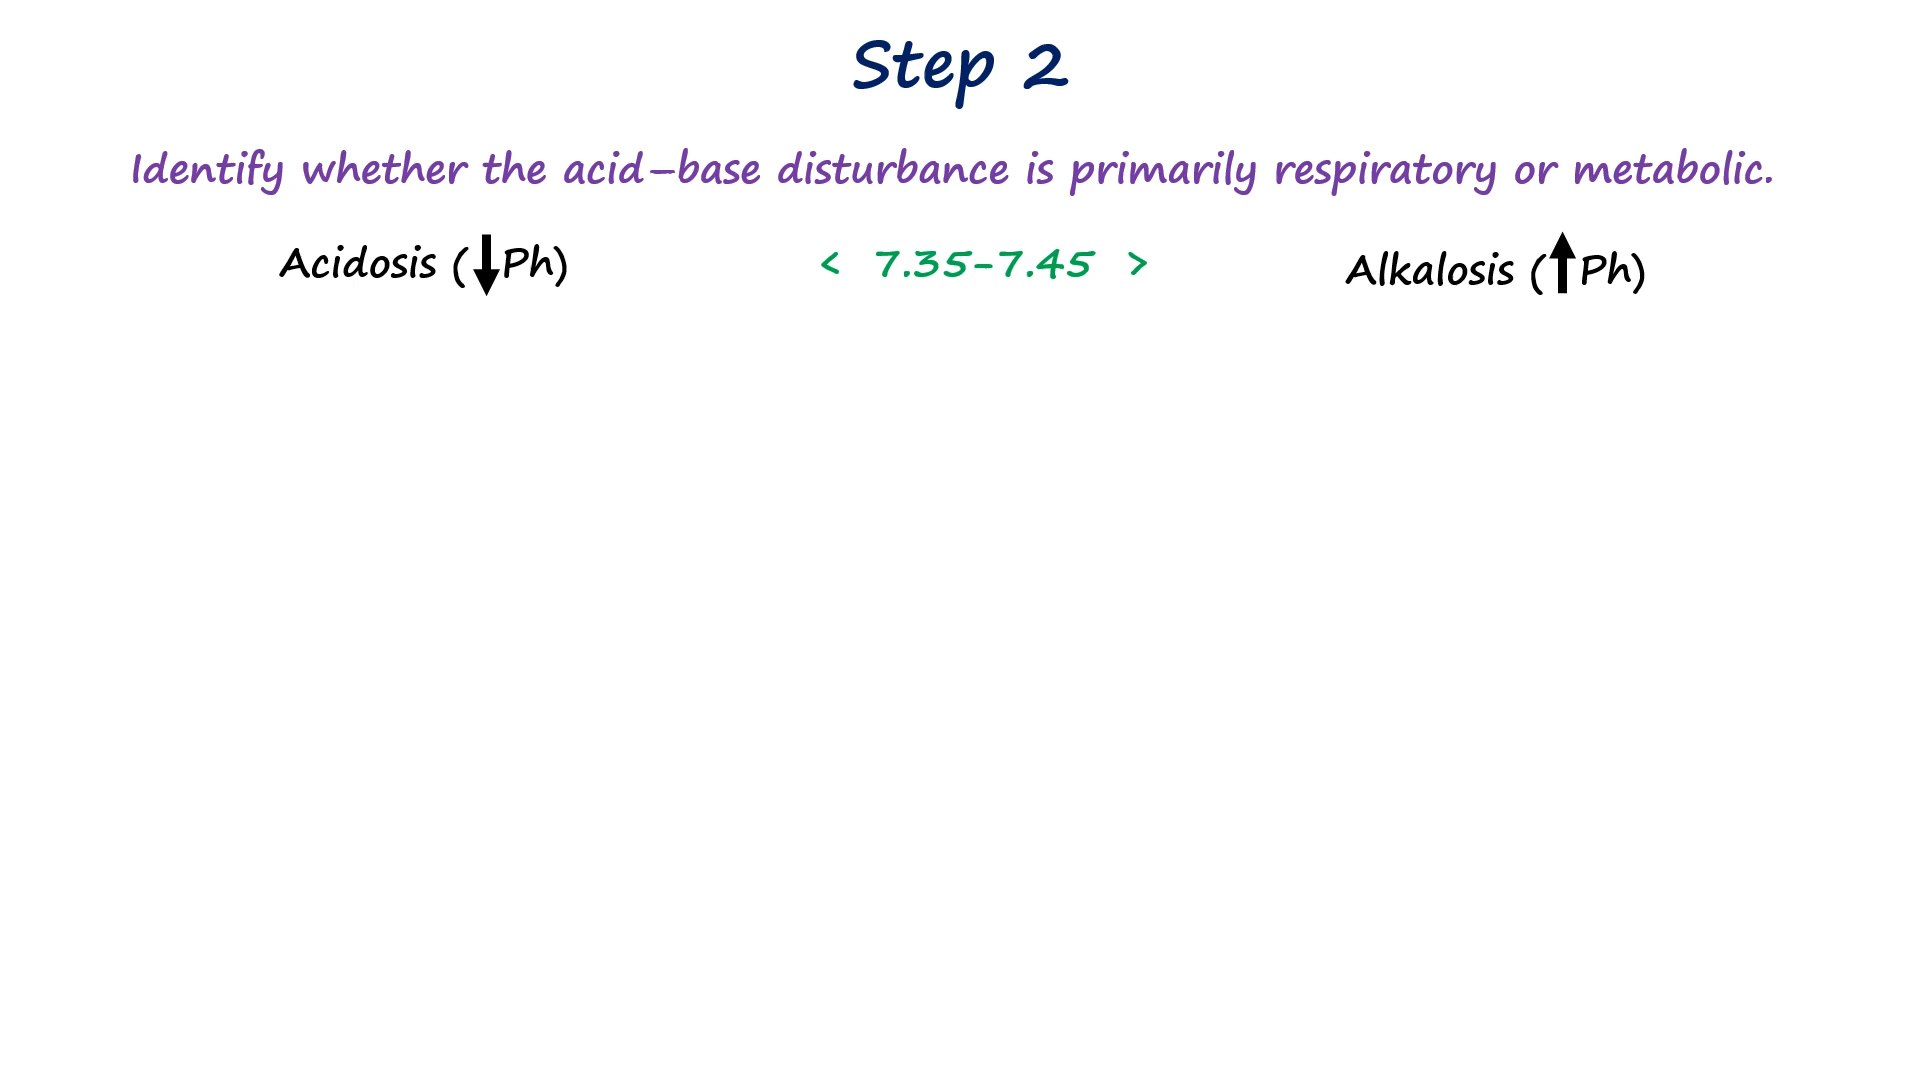 Step 2
Identify whether the acid–base disturbance is primarily respiratory or metabolic.
Acidosis (↓Ph) < 7.35-7.45 > Alkalosis (↑Ph)